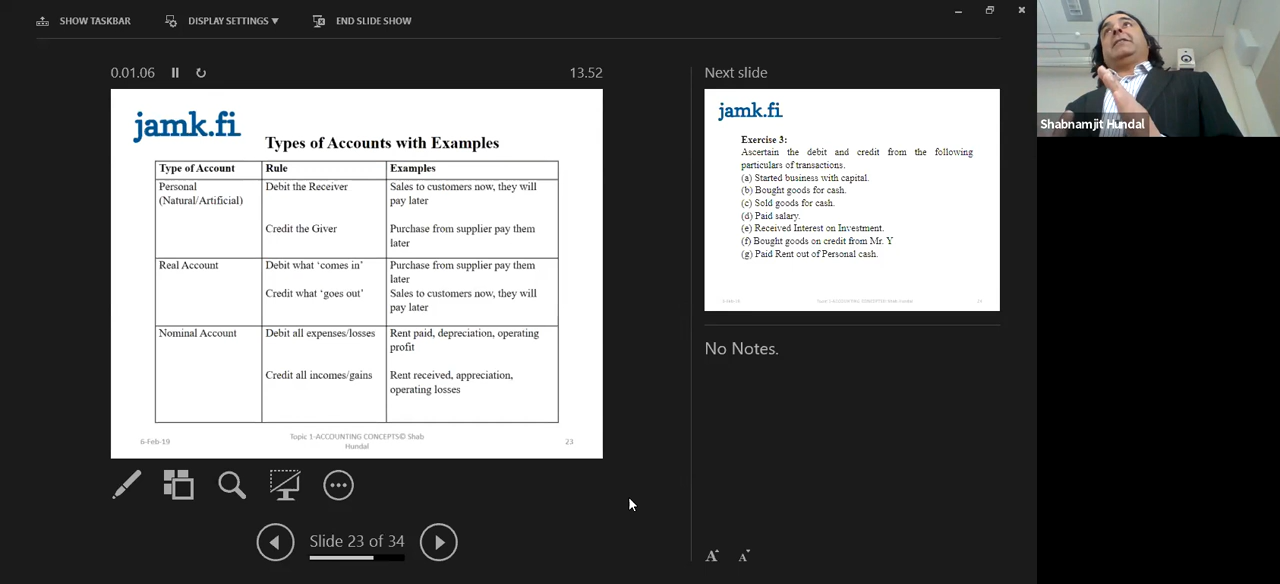 SHOW TASKBAR
DISPLAY SETTINGS ▾
END SLIDE SHOW
0.01.06
13.52
jamk.fi
Types of Accounts with Examples
Type of Account
Rule
Examples
Personal
(Natural/Artificial)
Debit the Receiver
Sales to customers now, they will
pay later
Credit the Giver
Purchase from supplier pay them
later
Real Account
Debit what ‘comes in’
Purchase from supplier pay them
later
Credit what ‘goes out’
Sales to customers now, they will
pay later
Nominal Account
Debit all expenses/losses
Rent paid, depreciation, operating
profit
Credit all incomes/gains
Rent received, appreciation,
operating losses
6-Feb-19
Topic 1-ACCOUNTING CONCEPTS© Shab
Hundal
23
Slide 23 of 34
Next slide
jamk.fi
Exercise 3:
Ascertain the debit and credit from the following
particulars of transactions.
(a) Started business with capital.
(b) Bought goods for cash.
(c) Sold goods for cash.
(d) Paid salary.
(e) Received Interest on Investment.
(f) Bought goods on credit from Mr. Y
(g) Paid Rent out of Personal cash.
Topic 1-ACCOUNTING CONCEPTS© Shab Hundal
No Notes.
A A
Shabnamjit Hundal